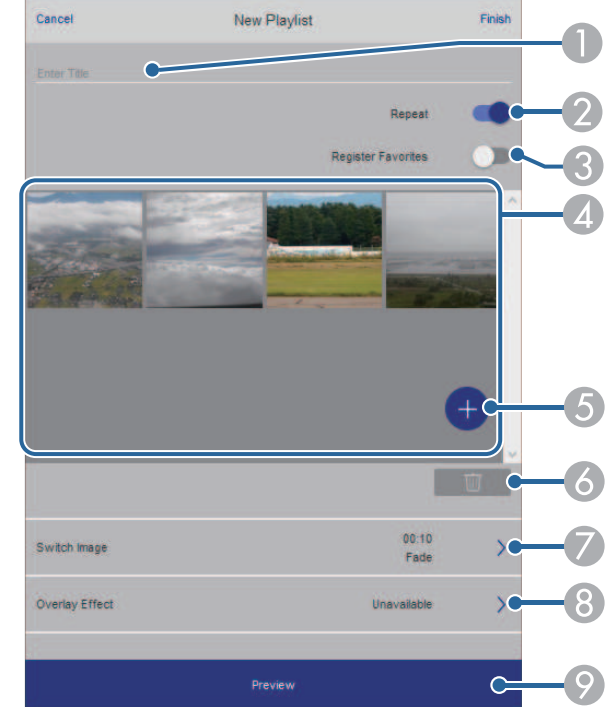 Cancel New Playlist Finish
1
Enter Title
Repeat 2
Register Favorites 3
4
5
6
Switch Image 00:10 7
Fade
Overlay Effect Unavailable 8
Preview 9